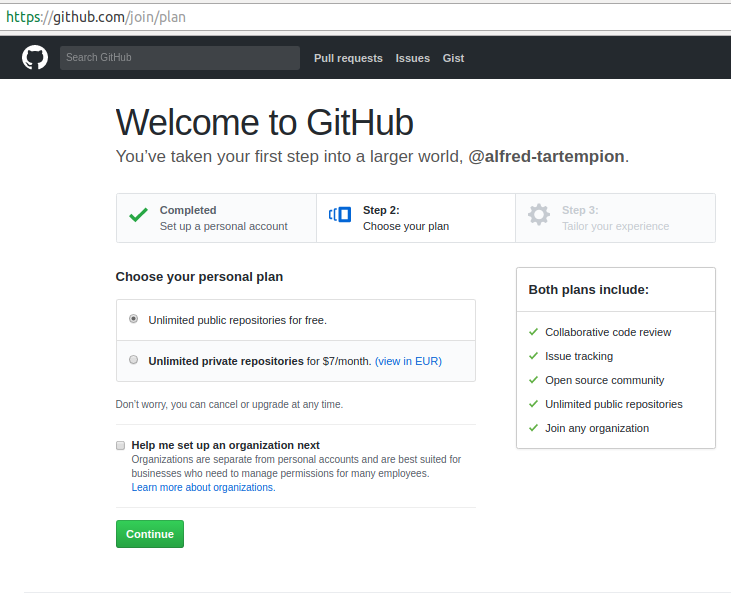 https://github.com/join/plan
Search GitHub
Pull requests Issues Gist
Welcome to GitHub
You’ve taken your first step into a larger world, @alfred-tartempion.
Completed
Set up a personal account
Step 2:
Choose your plan
Step 3:
Tailor your experience
Choose your personal plan
Unlimited public repositories for free.
Unlimited private repositories for $7/month. (view in EUR)
Don't worry, you can cancel or upgrade at any time.
Help me set up an organization next
Organizations are separate from personal accounts and are best suited for
businesses who need to manage permissions for many employees.
Learn more about organizations.
Continue
Both plans include:
Collaborative code review
Issue tracking
Open source community
Unlimited public repositories
Join any organization